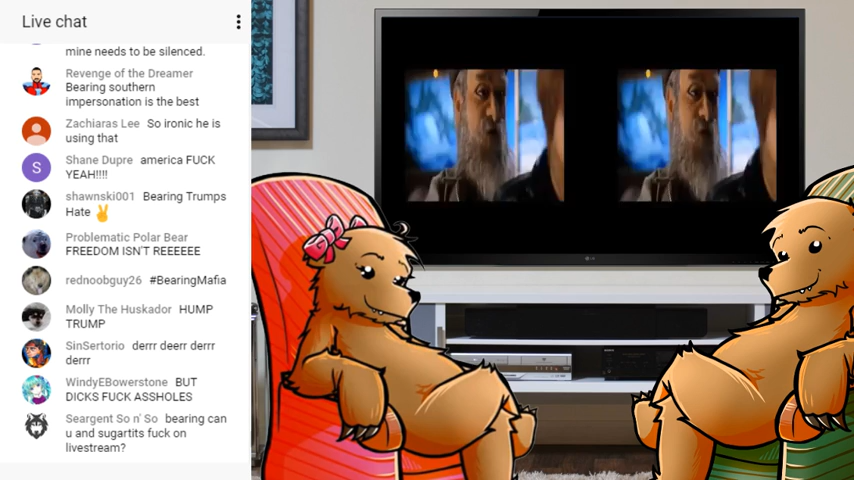 Live chat
mine needs to be silenced.
Revenge of the Dreamer
Bearing southern
impersonation is the best
Zachiaras Lee So ironic he is
using that
S
Shane Dupre america FUCK
YEAH!!!!
shawnski001 Bearing Trumps
Hate ✌
Problematic Polar Bear
FREEDOM ISN'T REEEEEE
rednoobguy26 #BearingMafia
Molly The Huskador HUMP
TRUMP
SinSertorio derrr deerr derrr
derrr
WindyEBowerstone BUT
DICKS FUCK ASSHOLES
Seargent So n' So bearing can
u and sugartits fuck on
livestream?
LG